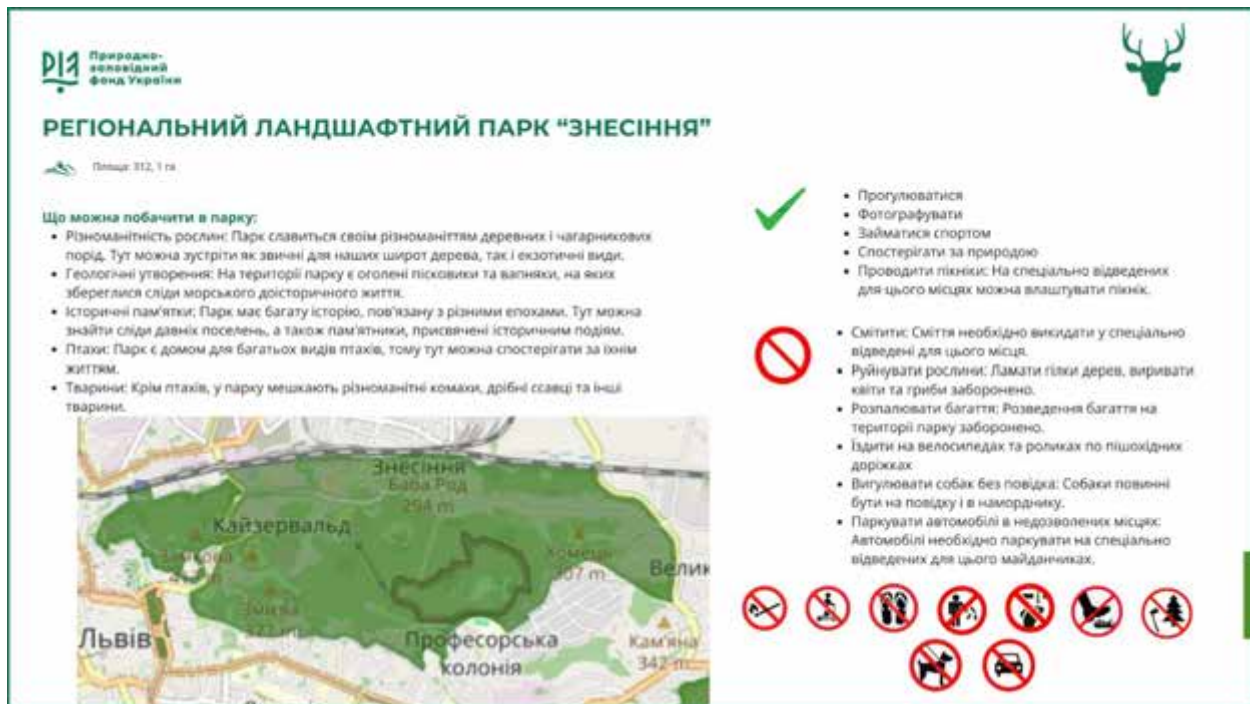 РІЯ
Природно-
заповідний
фонд України
РЕГІОНАЛЬНИЙ ЛАНДШАФТНИЙ ПАРК “ЗНЕСІННЯ”
Площа: 312, 1 га
Що можна побачити в парку:
• Різноманітність рослин: Парк славиться своїм різноманіттям деревних і чагарникових
порід. Тут можна зустріти як звичні для наших широт дерева, так і екзотичні види.
• Геологічні утворення: На території парку є оголені пісковики та вапняки, на яких
збереглися сліди морського доісторичного життя.
• Історичні пам'ятки: Парк має багату історію, пов'язану з різними епохами. Тут можна
знайти сліди давніх поселень, а також пам'ятники, присвячені історичним подіям.
• Птахи: Парк є домом для багатьох видів птахів, тому тут можна спостерігати за їхнім
життям.
• Тварини: Крім птахів, у парку мешкають різноманітні комахи, дрібні ссавці та інші
тварини.
Знесіння
Баба Род
294 m
Кайзервальд
Хомець
307 m
Велик
Зміїна
Львів
Професорська
колонія
Кам'яна
342 m
• Прогулюватися
• Фотографувати
• Займатися спортом
• Спостерігати за природою
• Проводити пікніки: На спеціально відведених
для цього місцях можна влаштувати пікнік.
• Смітити: Сміття необхідно викидати у спеціально
відведені для цього місця.
• Руйнувати рослини: Ламати гілки дерев, виривати
квіти та гриби заборонено.
• Розпалювати багаття: Розведення багаття на
території парку заборонено.
• Їздити на велосипедах та роликах по пішохідних
доріжках
• Вигулювати собак без повідка: Собаки повинні
бути на повідку і в наморднику.
• Паркувати автомобілі в недозволених місцях:
Автомобілі необхідно паркувати на спеціально
відведених для цього майданчиках.